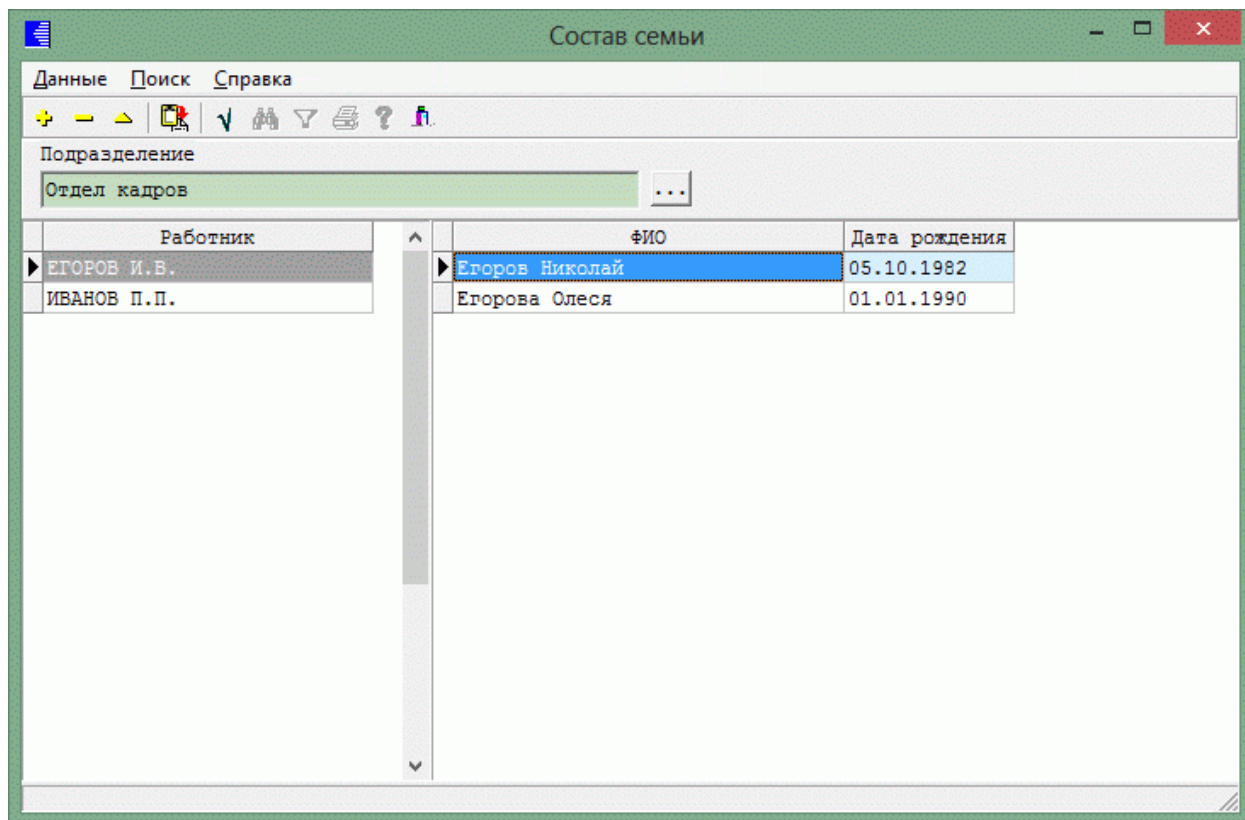 Состав семьи
Данные Поиск Справка
Подразделение
Отдел кадров ...
Работник ФИО Дата рождения
ЕГОРОВ И.В. Егоров Николай 05.10.1982
ИВАНОВ П.П. Егорова Олеся 01.01.1990